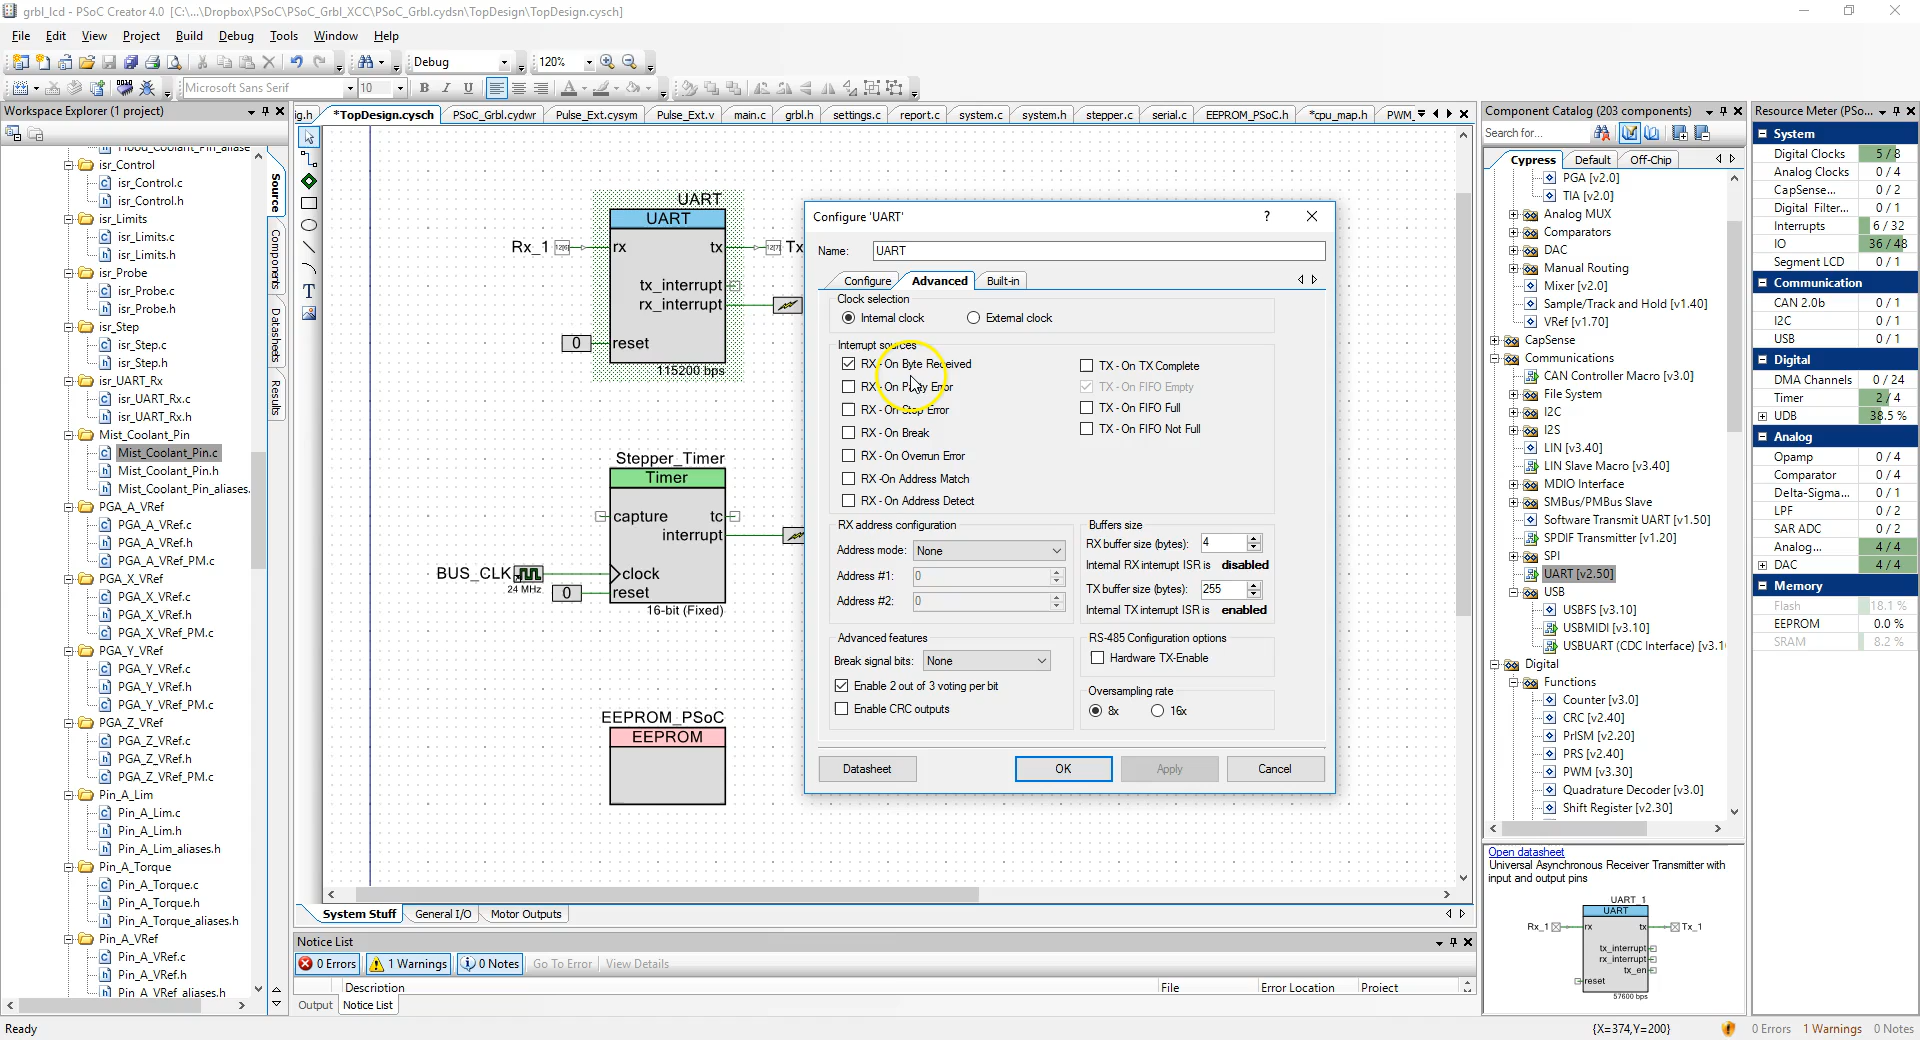 grbl_lcd - PSoC Creator 4.0 [C:\...\Dropbox\PSoC\PSoC_Grbl_XCC\PSoC_Grbl.cydsn\TopDesign\TopDesign.cysch]
File Edit View Project Build Debug Tools Window Help
Debug 120%
Microsoft Sans Serif 10 B I U
Workspace Explorer (1 project)
isr_Control
isr_Control.c
isr_Control.h
isr_Limits
isr_Limits.c
isr_Limits.h
isr_Probe
isr_Probe.c
isr_Probe.h
isr_Step
isr_Step.c
isr_Step.h
isr_UART_Rx
isr_UART_Rx.c
isr_UART_Rx.h
Mist_Coolant_Pin
Mist_Coolant_Pin.c
Mist_Coolant_Pin.h
Mist_Coolant_Pin_aliases.
PGA_A_VRef
PGA_A_VRef.c
PGA_A_VRef.h
PGA_A_VRef_PM.c
PGA_X_VRef
PGA_X_VRef.c
PGA_X_VRef.h
PGA_X_VRef_PM.c
PGA_Y_VRef
PGA_Y_VRef.c
PGA_Y_VRef.h
PGA_Y_VRef_PM.c
PGA_Z_VRef
PGA_Z_VRef.c
PGA_Z_VRef.h
PGA_Z_VRef_PM.c
Pin_A_Lim
Pin_A_Lim.c
Pin_A_Lim.h
Pin_A_Lim_aliases.h
Pin_A_Torque
Pin_A_Torque.c
Pin_A_Torque.h
Pin_A_Torque_aliases.h
Pin_A_VRef
Pin_A_VRef.c
Pin_A_VRef.h
Pin_A_VRef_aliases.h
Source
Components
Datasheets
Results
ig.h *TopDesign.cysch PSoC_Grbl.cydwr Pulse_Ext.cysym Pulse_Ext.v main.c grbl.h settings.c report.c system.c system.h stepper.c serial.c EEPROM_PSoC.h *cpu_map.h PWM_
T
UART
UART
Rx_1 rx tx Tx
tx_interrupt
rx_interrupt
0 reset
115200 bps
Stepper_Timer
Timer
capture tc
interrupt
BUS_CLK clock
24 MHz
0 reset
16-bit (Fixed)
EEPROM_PSoC
EEPROM
System Stuff General I/O Motor Outputs
Configure 'UART' ?
Name: UART
Configure Advanced Built-in
Clock selection
Internal clock External clock
Interrupt sources
RX - On Byte Received
RX - On Parity Error
RX - On Stop Error
RX - On Break
RX - On Overrun Error
RX -On Address Match
RX - On Address Detect
TX - On TX Complete
TX - On FIFO Empty
TX - On FIFO Full
TX - On FIFO Not Full
RX address configuration
Address mode: None
Address #1: 0
Address #2: 0
Buffers size
RX buffer size (bytes): 4
Internal RX interrupt ISR is disabled
TX buffer size (bytes): 255
Internal TX interrupt ISR is enabled
Advanced features
Break signal bits: None
Enable 2 out of 3 voting per bit
Enable CRC outputs
RS-485 Configuration options
Hardware TX-Enable
Oversampling rate
8x 16x
Datasheet OK Apply Cancel
Notice List
0 Errors 1 Warnings 0 Notes Go To Error View Details
Description File Error Location Project
Output Notice List
Component Catalog (203 components)
Search for...
Cypress Default Off-Chip
PGA [v2.0]
TIA [v2.0]
Analog MUX
Comparators
DAC
Manual Routing
Mixer [v2.0]
Sample/Track and Hold [v1.40]
VRef [v1.70]
CapSense
Communications
CAN Controller Macro [v3.0]
File System
I2C
I2S
LIN [v3.40]
LIN Slave Macro [v3.40]
MDIO Interface
SMBus/PMBus Slave
Software Transmit UART [v1.50]
SPDIF Transmitter [v1.20]
SPI
UART [v2.50]
USB
USBFS [v3.10]
USBMIDI [v3.10]
USBUART (CDC Interface) [v3.1
Digital
Functions
Counter [v3.0]
CRC [v2.40]
PrISM [v2.20]
PRS [v2.40]
PWM [v3.30]
Quadrature Decoder [v3.0]
Shift Register [v2.30]
Open datasheet
Universal Asynchronous Receiver Transmitter with
input and output pins
UART_1
UART
Rx_1 rx tx Tx_1
tx_interrupt
rx_interrupt
tx_en
reset
57600 bps
Resource Meter (PSo...
System
Digital Clocks 5 / 8
Analog Clocks 0 / 4
CapSense... 0 / 2
Digital Filter... 0 / 1
Interrupts 6 / 32
IO 36 / 48
Segment LCD 0 / 1
Communication
CAN 2.0b 0 / 1
I2C 0 / 1
USB 0 / 1
Digital
DMA Channels 0 / 24
Timer 2 / 4
UDB 38.5 %
Analog
Opamp 0 / 4
Comparator 0 / 4
Delta-Sigma... 0 / 1
LPF 0 / 2
SAR ADC 0 / 2
Analog... 4 / 4
DAC 4 / 4
Memory
Flash 18.1 %
EEPROM 0.0 %
SRAM 8.2 %
Ready {X=374,Y=200} 0 Errors 1 Warnings 0 Notes